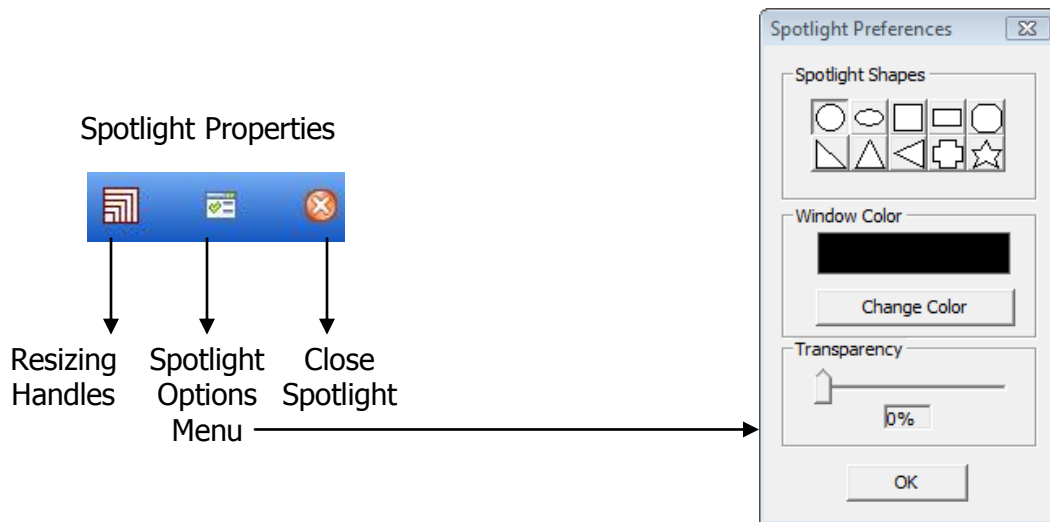 Spotlight Properties
Resizing
Handles
Spotlight
Options
Menu
Close
Spotlight
Spotlight Preferences
Spotlight Shapes
Window Color
Change Color
Transparency
0%
OK